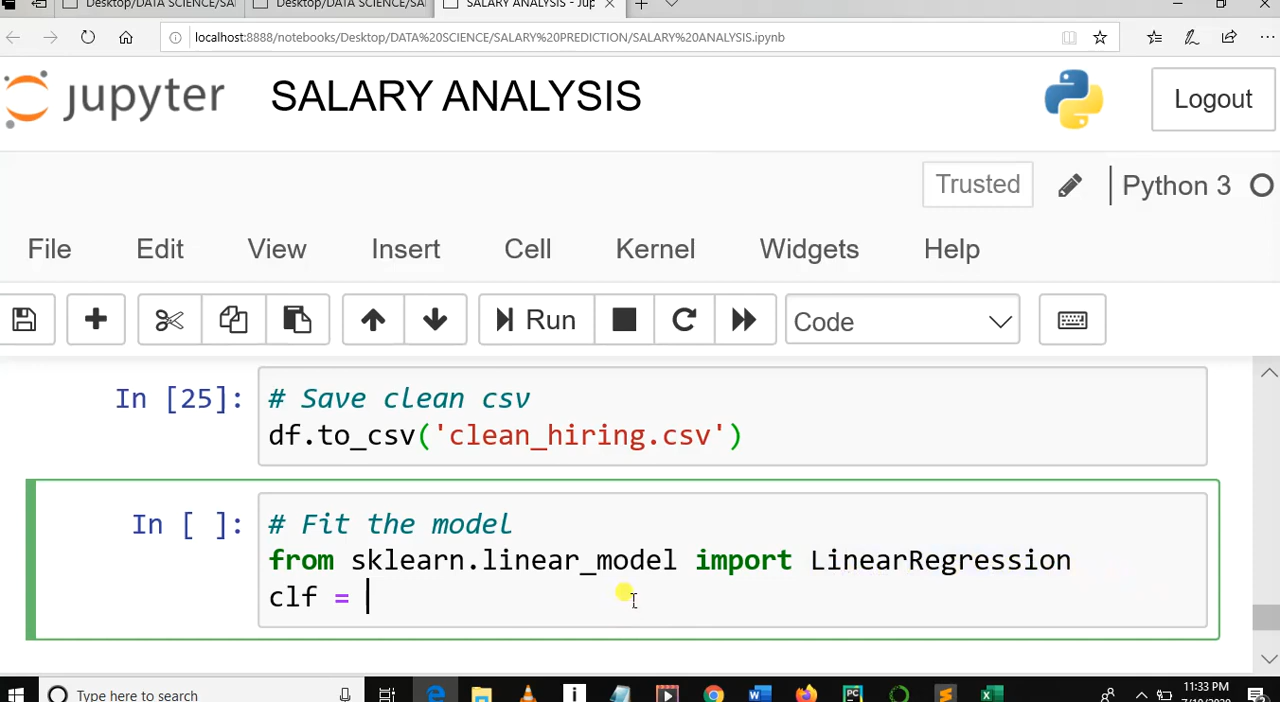 Desktop/DATA SCIENCE/SA Desktop/DATA SCIENCE/SA SALARY ANALYSIS - Jup
localhost:8888/notebooks/Desktop/DATA%20SCIENCE/SALARY%20PREDICTION/SALARY%20ANALYSIS.ipynb
jupyter SALARY ANALYSIS Logout
Trusted Python 3
File Edit View Insert Cell Kernel Widgets Help
Run Code
In [25]: # Save clean csv
df.to_csv('clean_hiring.csv')
In [ ]: # Fit the model
from sklearn.linear_model import LinearRegression
clf =
Type here to search 11:33 PM